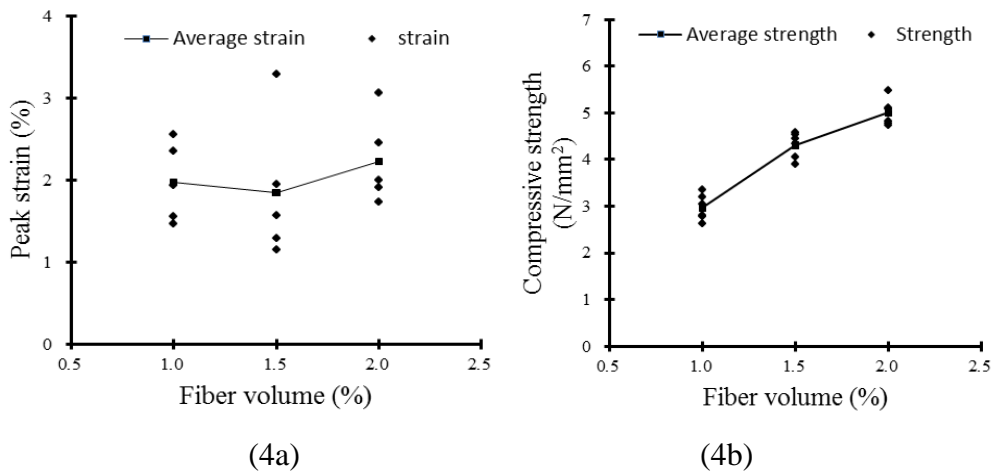 4
3
2
1
0
0.5 1.0 1.5 2.0 2.5
Average strain
strain
Peak strain (%)
Fiber volume (%)
(4a)
7
6
5
4
3
2
1
0
0.5 1.0 1.5 2.0 2.5
Average strength
Strength
Compressive strength
(N/mm²)
Fiber volume (%)
(4b)